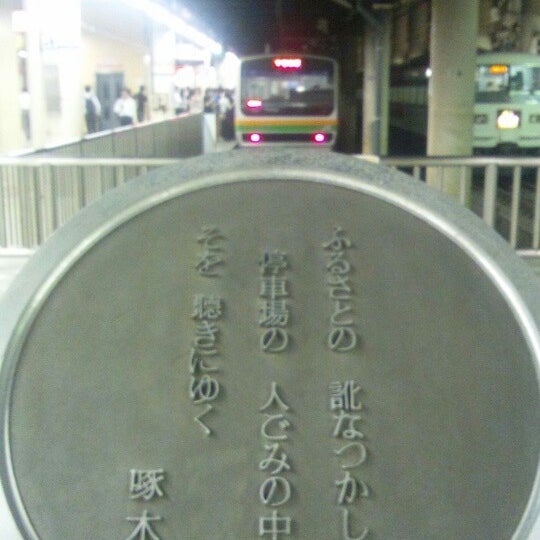 ふるさとの 訛なつかし
停車場の 人ごみの中に
そを 聴きにゆく
啄木